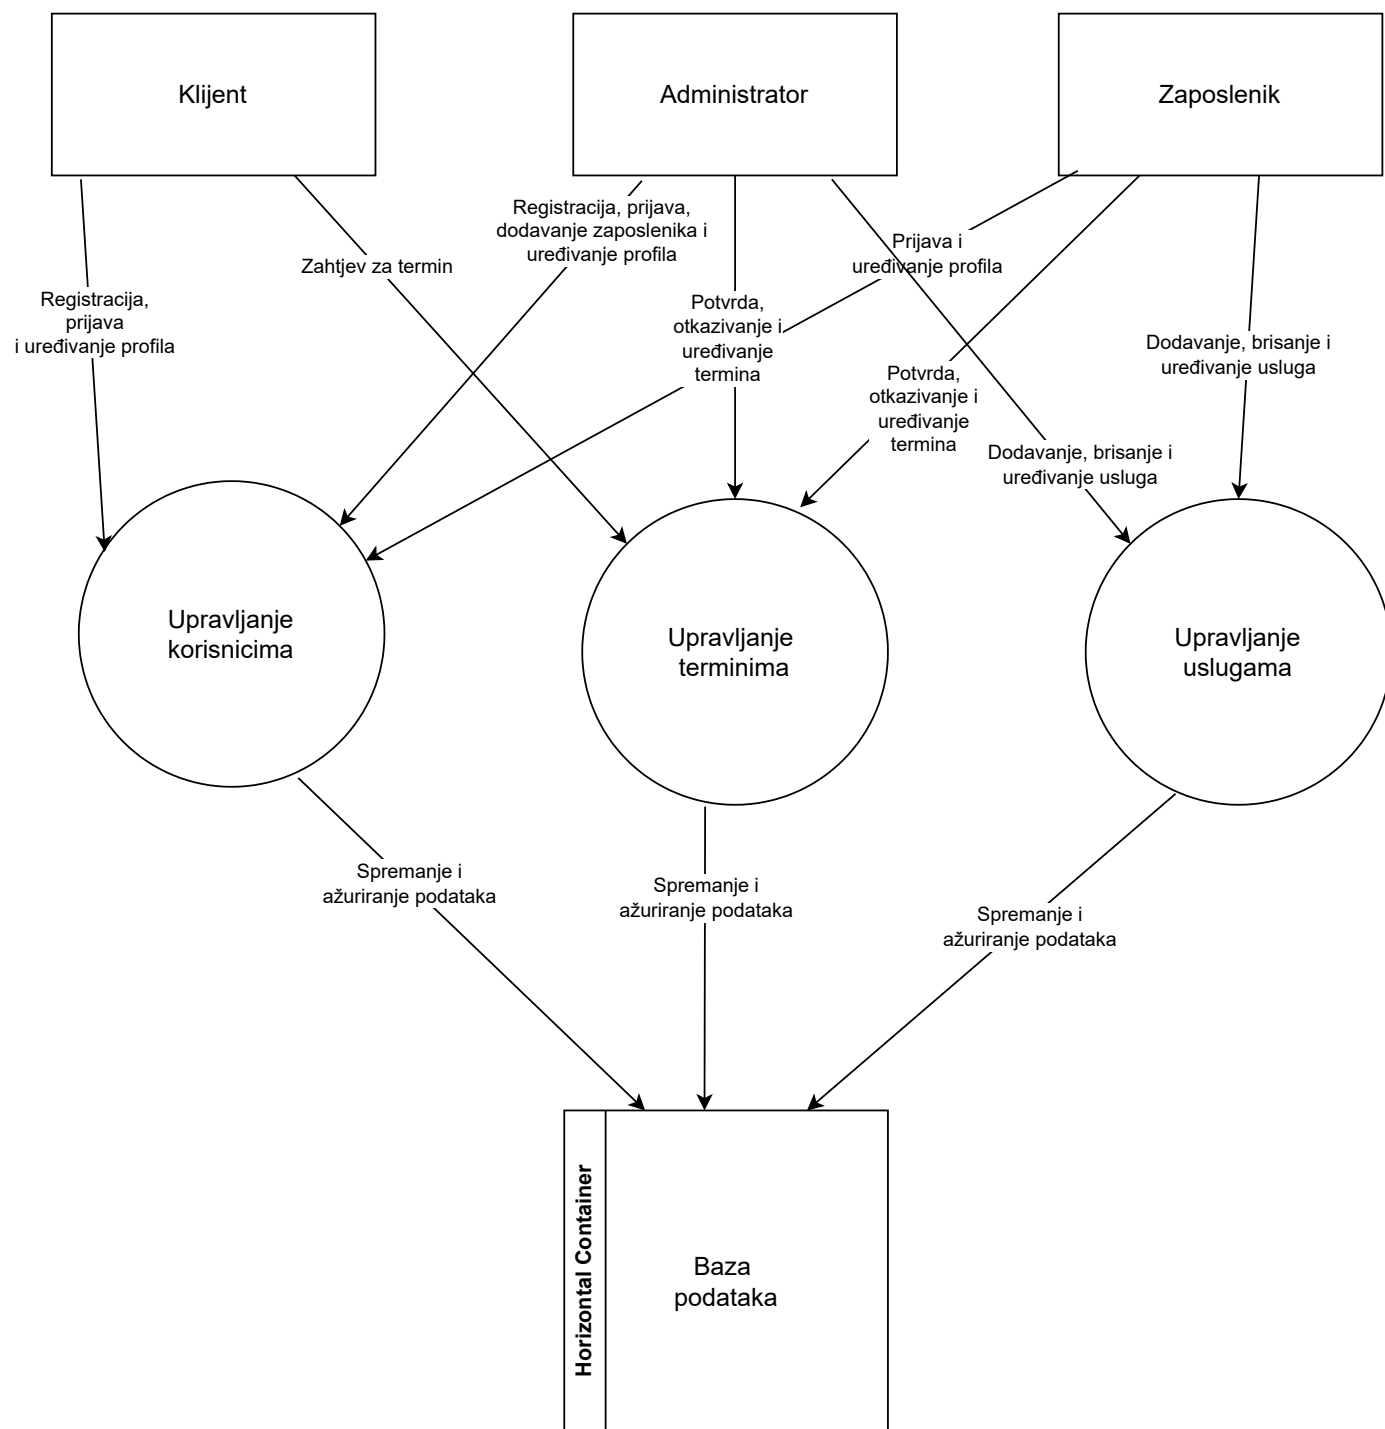 Klijent
Administrator
Zaposlenik
Registracija, prijava,
dodavanje zaposlenika i
uređivanje profila
Prijava i
uređivanje profila
Zahtjev za termin
Registracija,
prijava
i uređivanje profila
Potvrda,
otkazivanje i
uređivanje
termina
Dodavanje, brisanje i
uređivanje usluga
Potvrda,
otkazivanje i
uređivanje
termina
Dodavanje, brisanje i
uređivanje usluga
Upravljanje
korisnicima
Upravljanje
terminima
Upravljanje
uslugama
Spremanje i
ažuriranje podataka
Spremanje i
ažuriranje podataka
Spremanje i
ažuriranje podataka
Horizontal Container
Baza
podataka